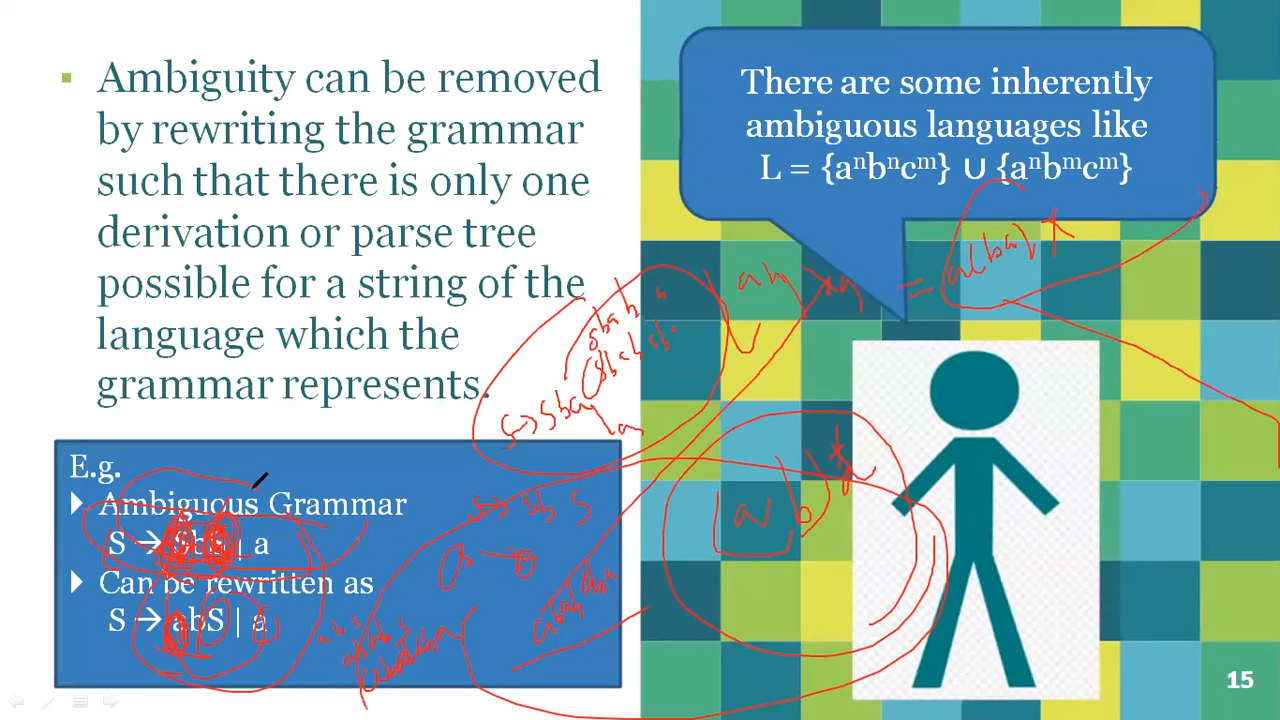 Ambiguity can be removed
by rewriting the grammar
such that there is only one
derivation or parse tree
possible for a string of the
language which the
grammar represents.
There are some inherently
ambiguous languages like
L = {aⁿbⁿcᵐ} ∪ {aⁿbᵐcᵐ}
= a(ba)*
E.g.
Ambiguous Grammar
S → SbS | a
Can be rewritten as
S → abS | a
15